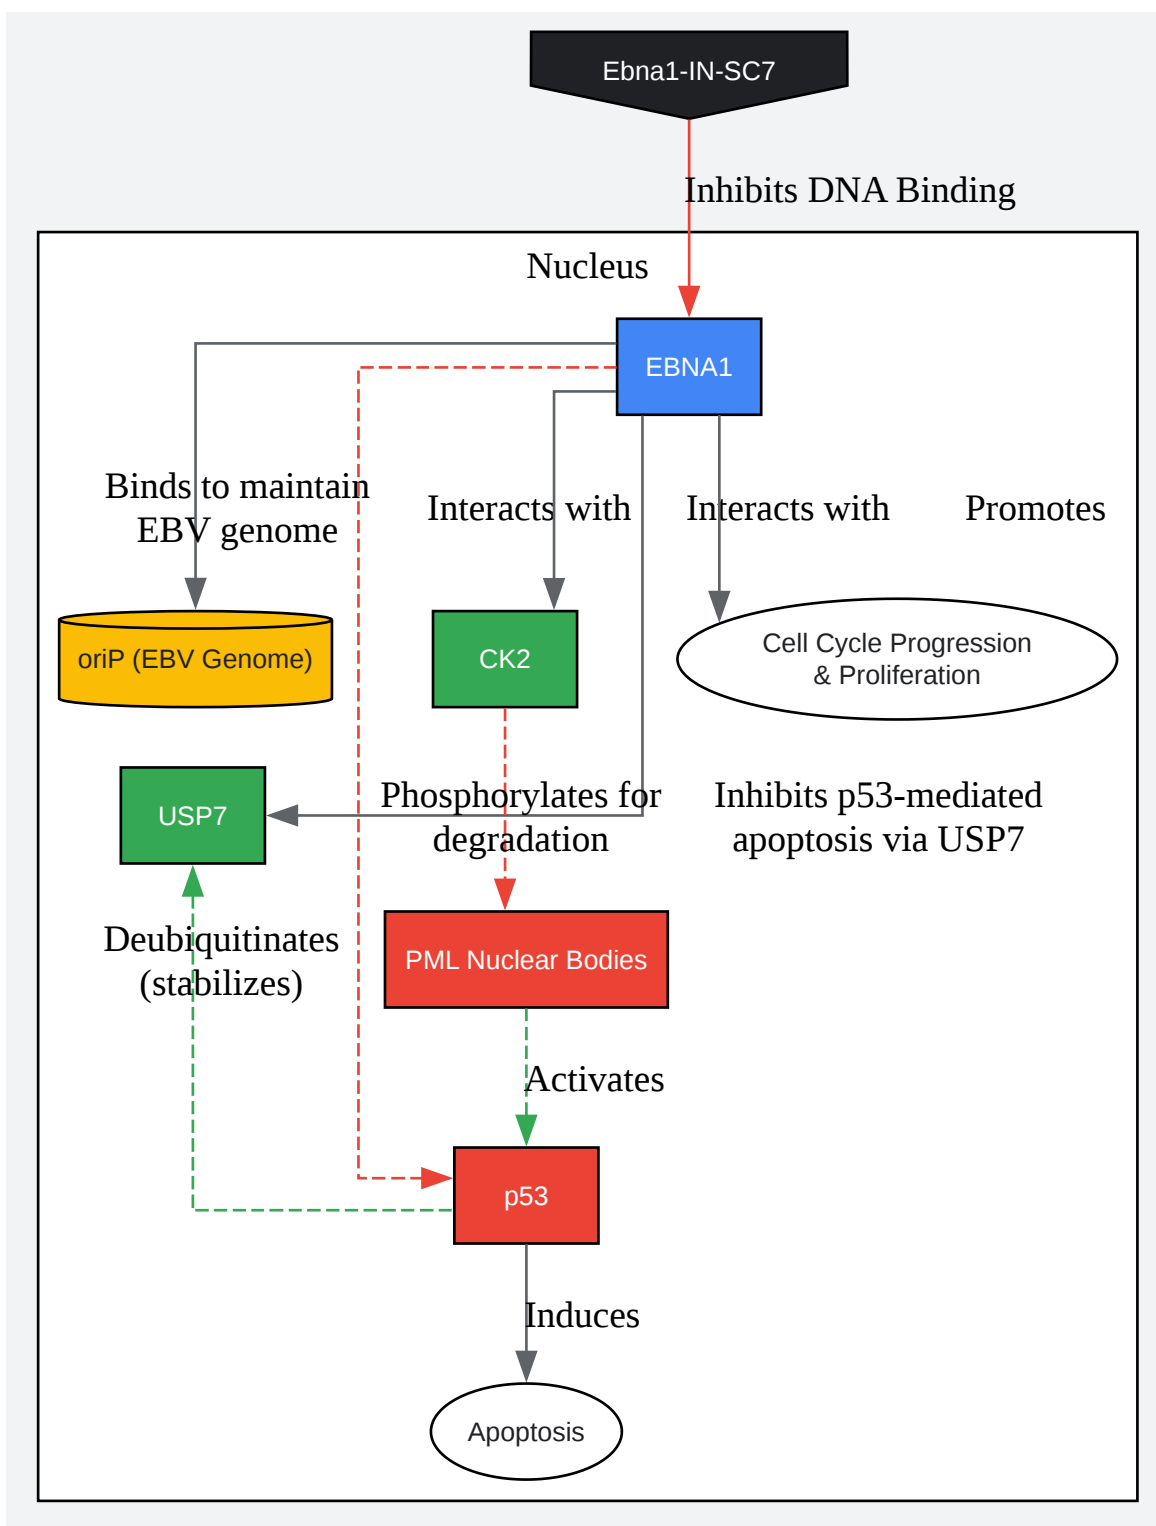 Ebna1-IN-SC7
Inhibits DNA Binding
Nucleus
EBNA1
Binds to maintain
EBV genome
Interacts with
Interacts with
Promotes
oriP (EBV Genome)
CK2
Cell Cycle Progression
& Proliferation
USP7
Phosphorylates for
degradation
Inhibits p53-mediated
apoptosis via USP7
Deubiquitinates
(stabilizes)
PML Nuclear Bodies
Activates
p53
Induces
Apoptosis